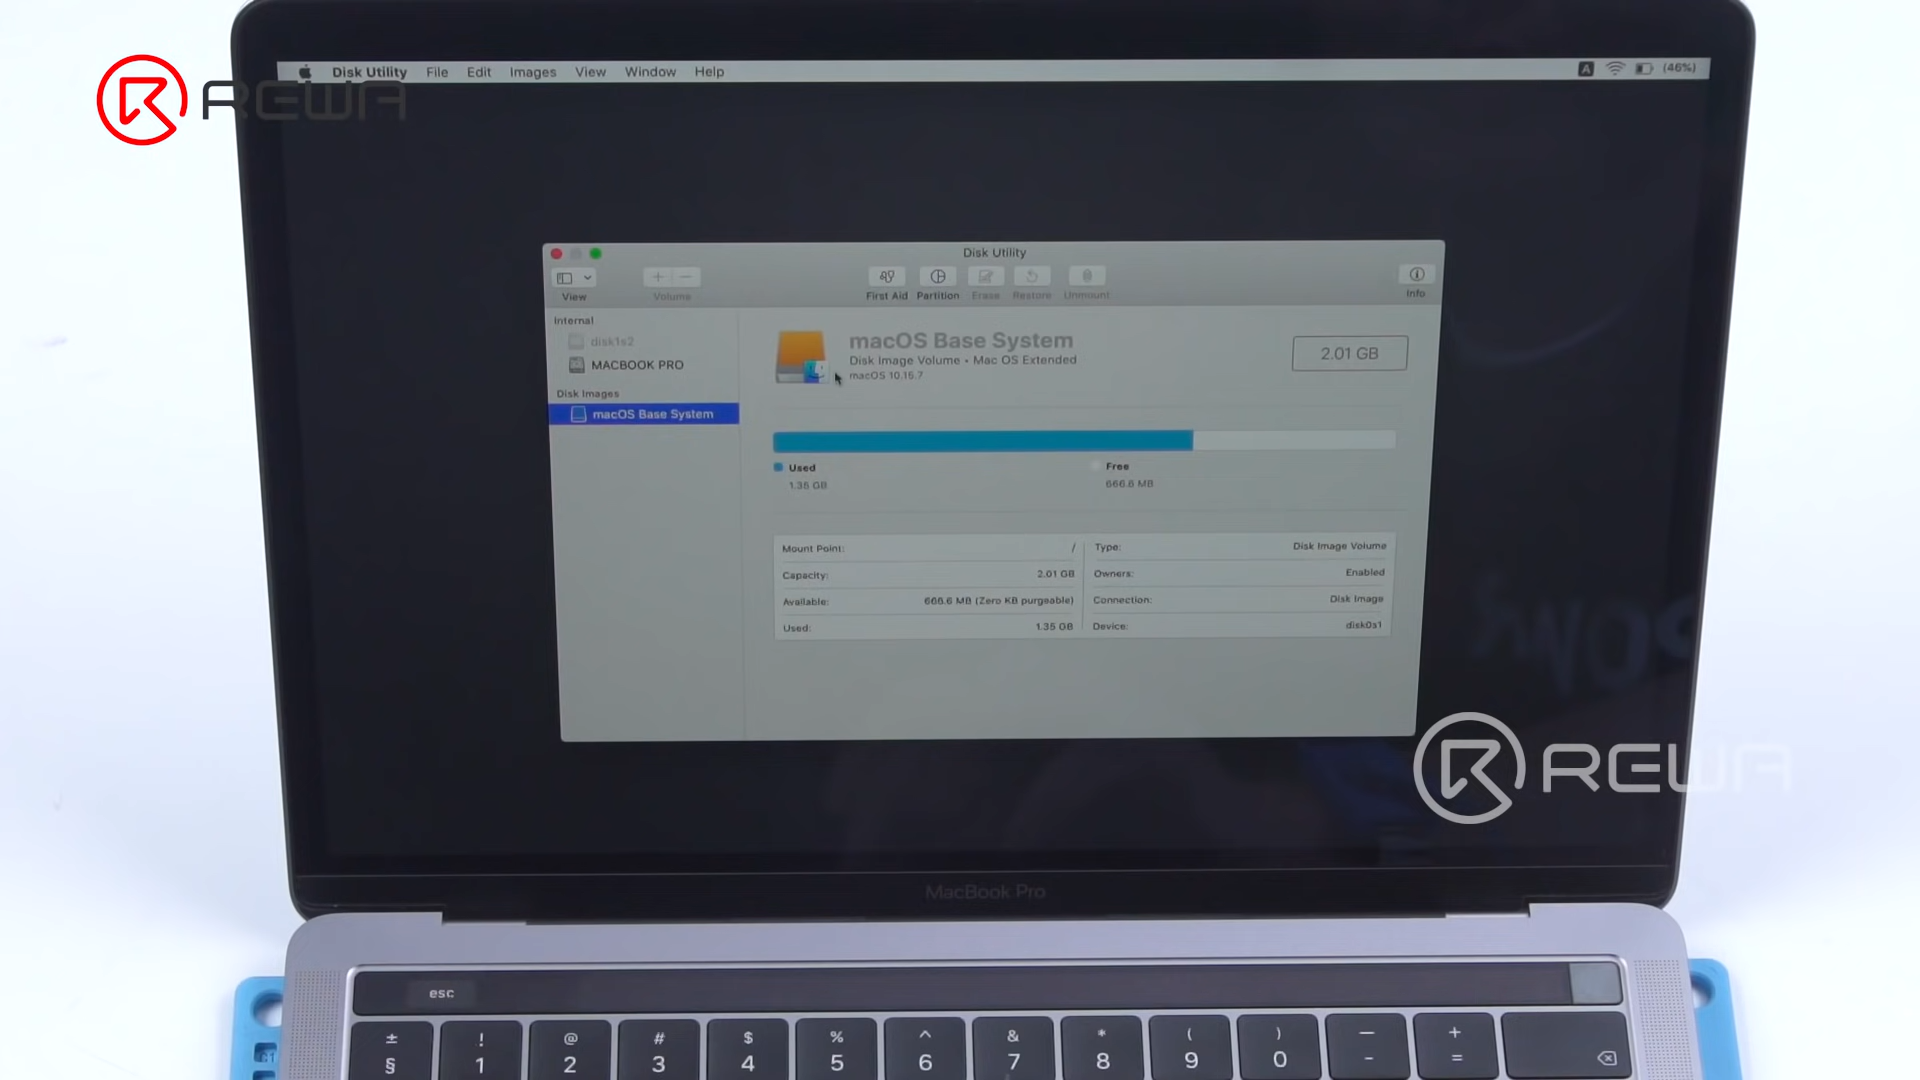 REWA
Disk Utility File Edit Images View Window Help
A (46%)
Disk Utility
View
Volume
First Aid Partition Erase Restore Unmount
Info
Internal
disk1s2
MACBOOK PRO
Disk Images
macOS Base System
macOS Base System
Disk Image Volume • Mac OS Extended
macOS 10.15.7
2.01 GB
Used
1.35 GB
Free
666.6 MB
Mount Point: /
Capacity: 2.01 GB
Available: 666.6 MB (Zero KB purgeable)
Used: 1.35 GB
Type: Disk Image Volume
Owners: Enabled
Connection: Disk Image
Device: disk0s1
REWA
MacBook Pro
esc
± ! @ # $ % ^ & * ( ) — +
§ 1 2 3 4 5 6 7 8 9 0 - =